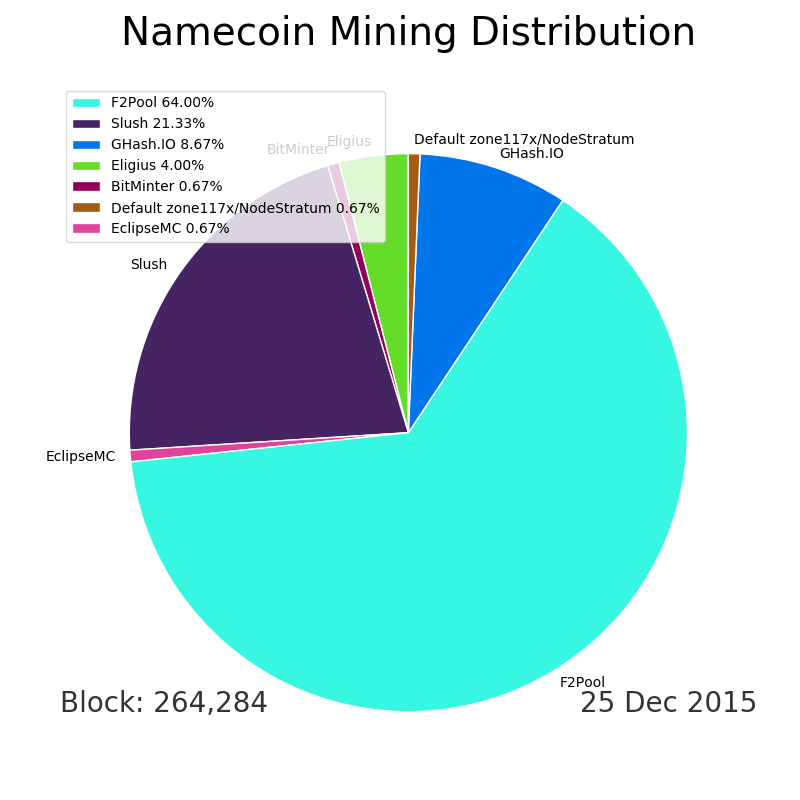 Namecoin Mining Distribution
F2Pool 64.00%
Slush 21.33%
GHash.IO 8.67%
Eligius 4.00%
BitMinter 0.67%
Default zone117x/NodeStratum 0.67%
EclipseMC 0.67%
Default zone117x/NodeStratum
Eligius
BitMinter
GHash.IO
Slush
EclipseMC
F2Pool
Block: 264,284
25 Dec 2015